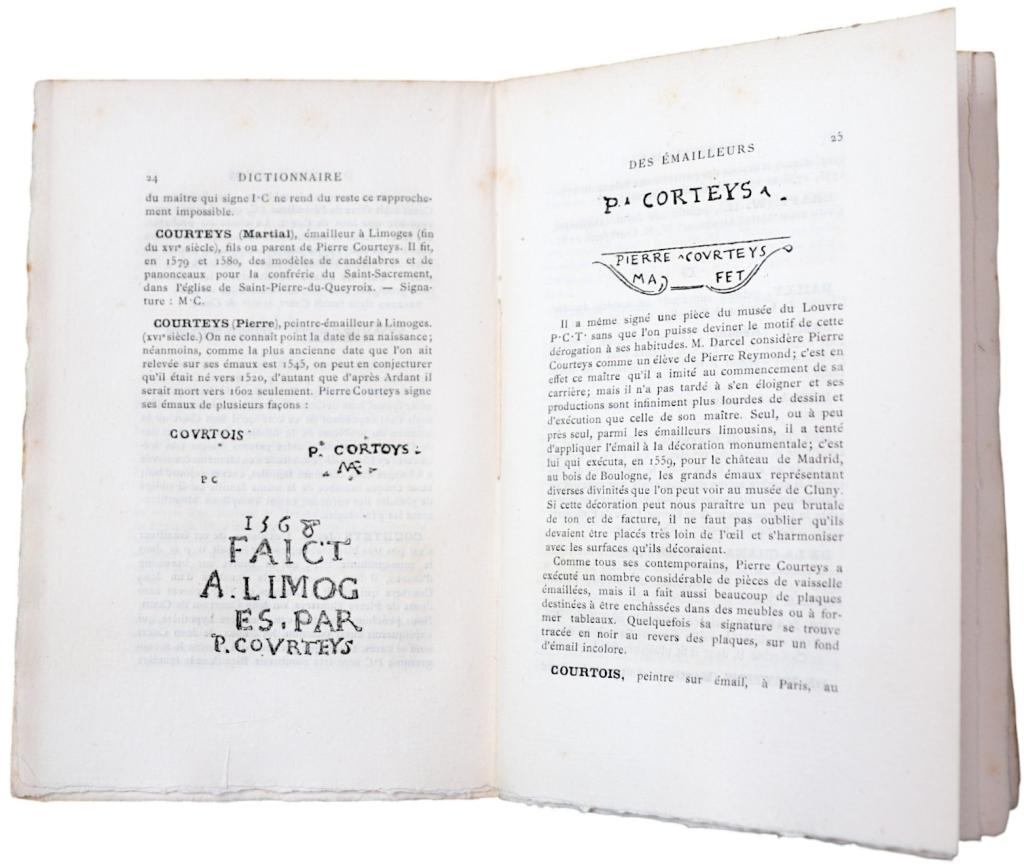 24 DICTIONNAIRE
du maître qui signe I·C ne rend du reste ce rapproche-
ment impossible.
COURTEYS (Martial), émailleur à Limoges (fin
du XVIe siècle), fils ou parent de Pierre Courteys. Il fit,
en 1579 et 1580, des modèles de candélabres et de
panonceaux pour la confrérie du Saint-Sacrement,
dans l'église de Saint-Pierre-du-Queyroix. — Signa-
ture : M·C.
COURTEYS (Pierre), peintre-émailleur à Limoges.
(XVIe siècle.) On ne connaît point la date de sa naissance ;
néanmoins, comme la plus ancienne date que l'on ait
relevée sur ses émaux est 1545, on peut en conjecturer
qu'il était né vers 1520, d'autant que d'après Ardant il
serait mort vers 1602 seulement. Pierre Courteys signe
ses émaux de plusieurs façons :
COVRTOIS
P. CORTOYS
PC
1568
FAICT
A.LIMOG
ES.PAR
P.COVRTEYS
DES ÉMAILLEURS 25
P. CORTEYS
PIERRE COVRTEYS
MA FET
Il a même signé une pièce du musée du Louvre
P·C·T· sans que l'on puisse deviner le motif de cette
dérogation à ses habitudes. M. Darcel considère Pierre
Courteys comme un élève de Pierre Reymond ; c'est en
effet ce maître qu'il a imité au commencement de sa
carrière ; mais il n'a pas tardé à s'en éloigner et ses
productions sont infiniment plus lourdes de dessin et
d'exécution que celle de son maître. Seul, ou à peu
près seul, parmi les émailleurs limousins, il a tenté
d'appliquer l'émail à la décoration monumentale ; c'est
lui qui exécuta, en 1559, pour le château de Madrid,
au bois de Boulogne, les grands émaux représentant
diverses divinités que l'on peut voir au musée de Cluny.
Si cette décoration peut nous paraître un peu brutale
de ton et de facture, il ne faut pas oublier qu'ils
devaient être placés très loin de l'œil et s'harmoniser
avec les surfaces qu'ils décoraient.
Comme tous ses contemporains, Pierre Courteys a
exécuté un nombre considérable de pièces de vaisselle
émaillées, mais il a fait aussi beaucoup de plaques
destinées à être enchâssées dans des meubles ou à for-
mer tableaux. Quelquefois sa signature se trouve
tracée en noir au revers des plaques, sur un fond
d'émail incolore.
COURTOIS, peintre sur émail, à Paris, au